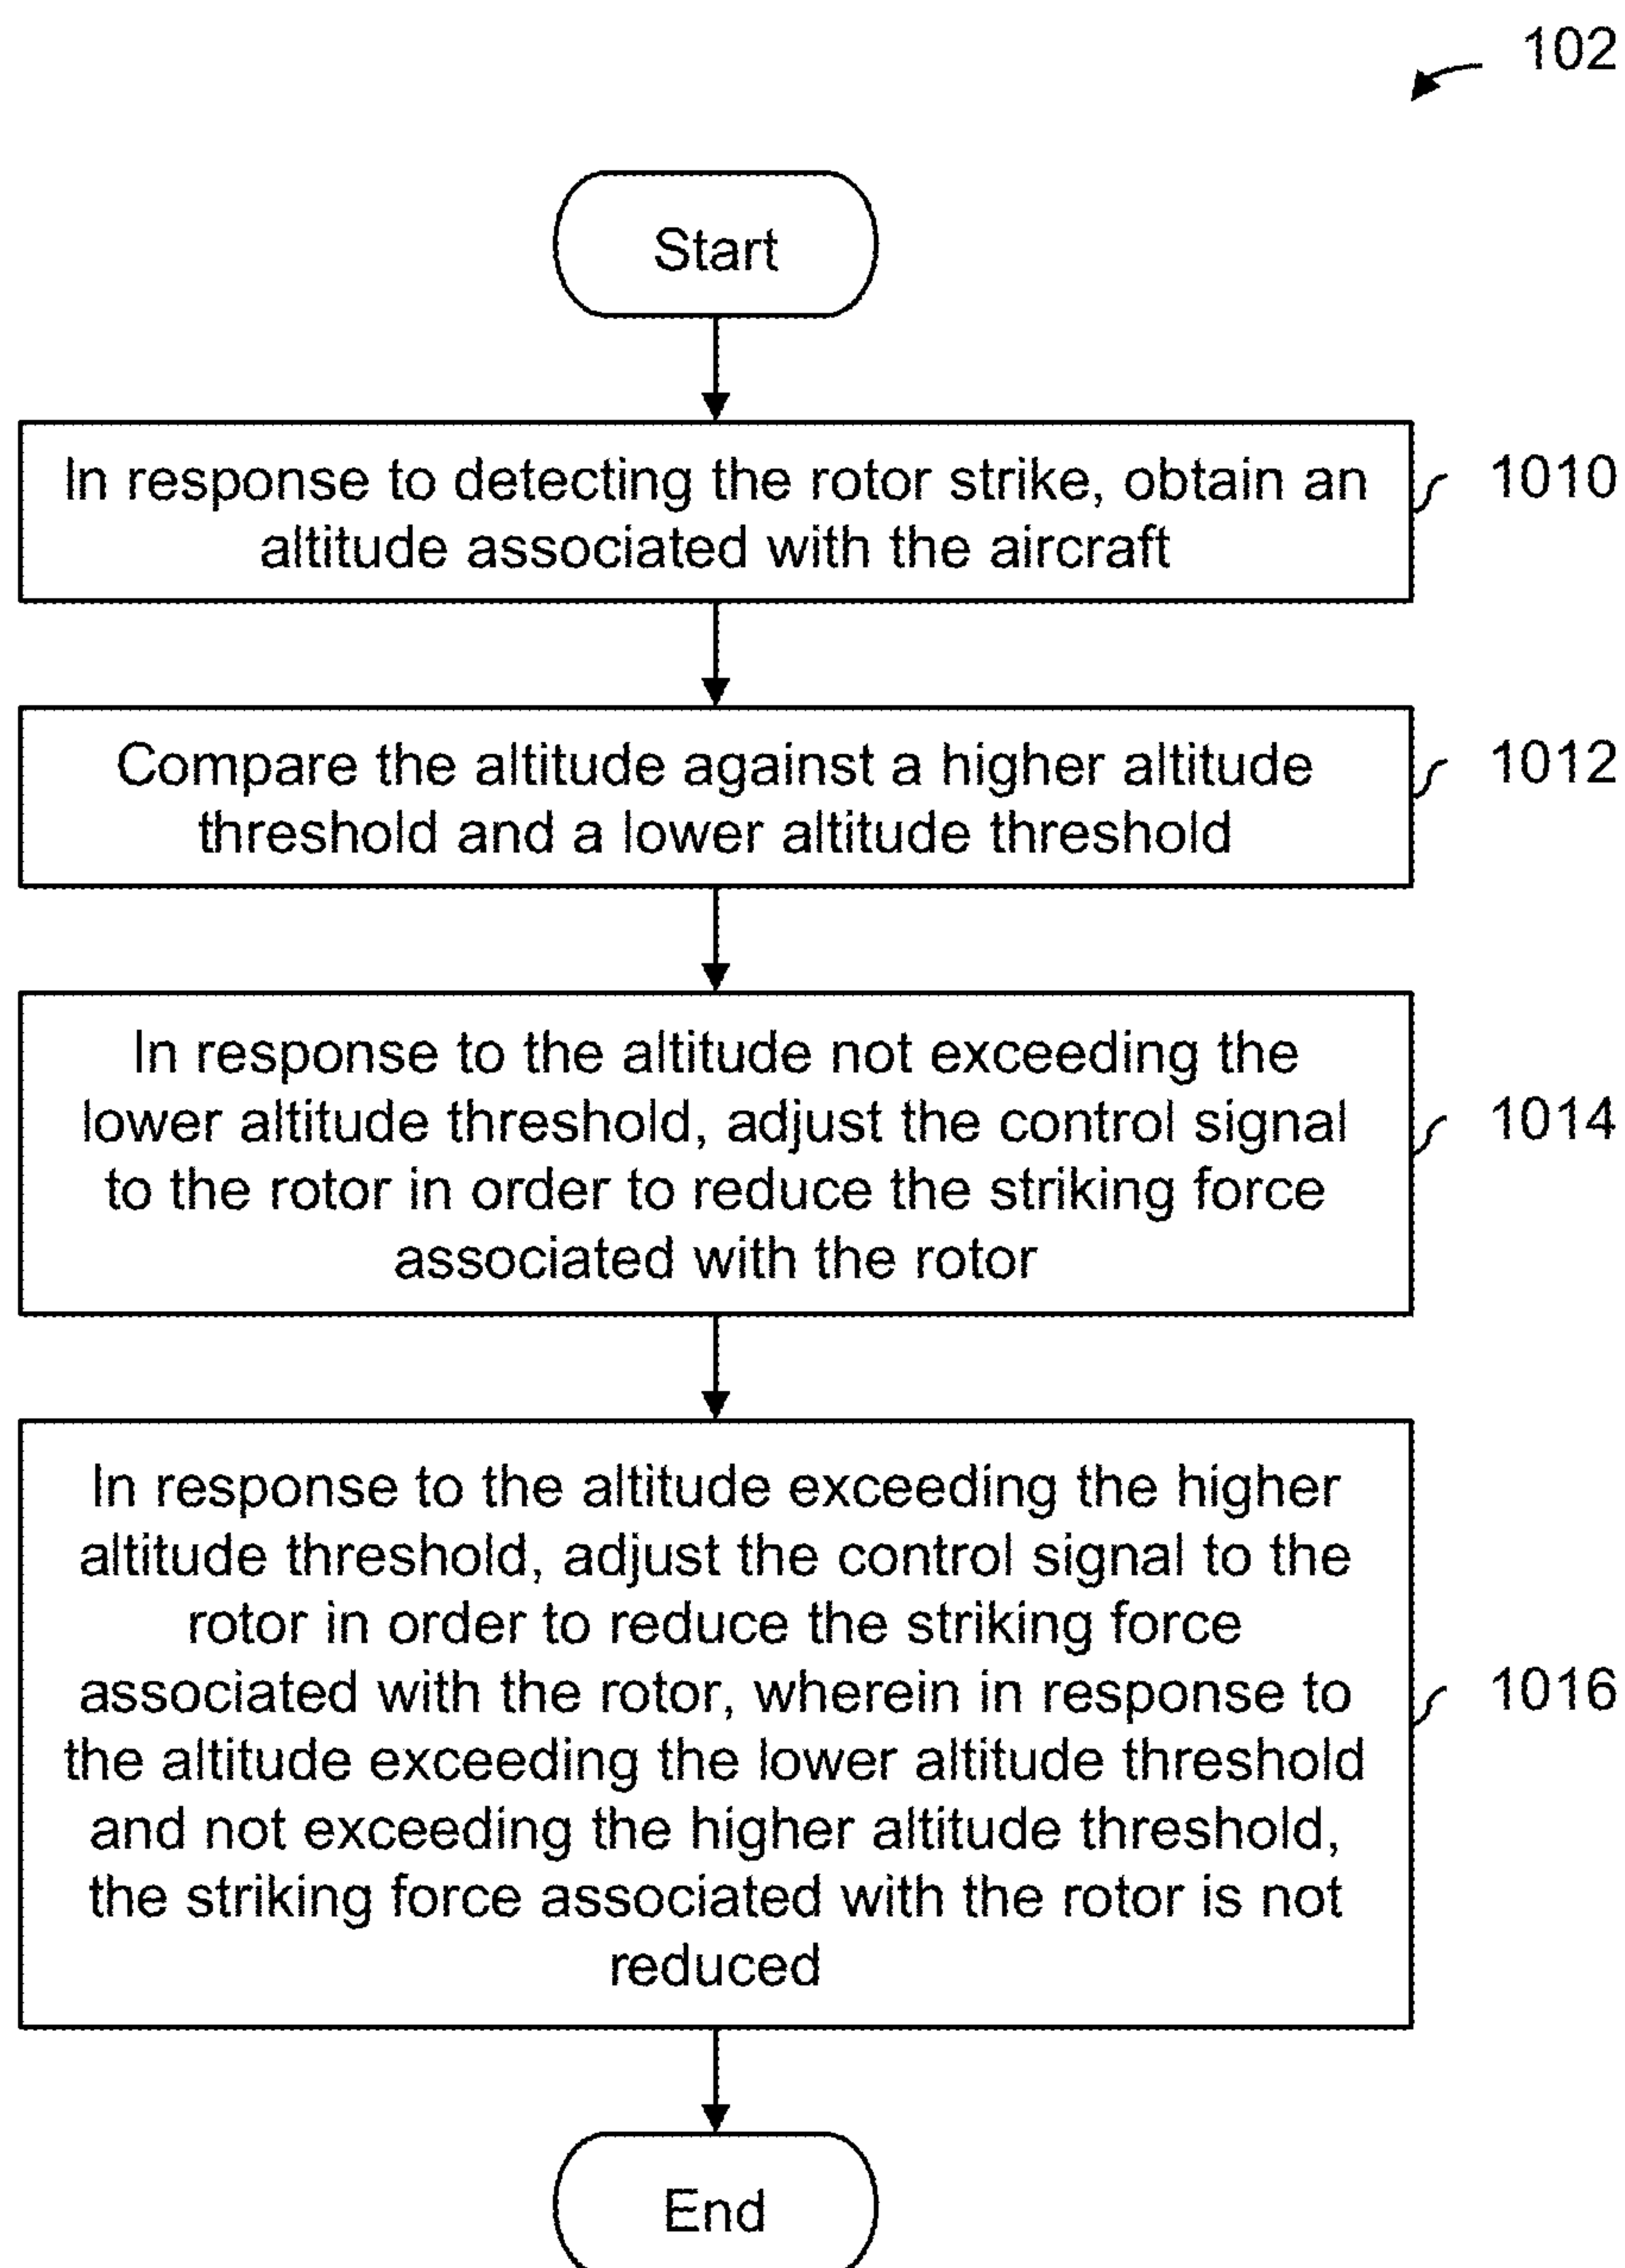 102
Start
In response to detecting the rotor strike, obtain an
altitude associated with the aircraft
1010
Compare the altitude against a higher altitude
threshold and a lower altitude threshold
1012
In response to the altitude not exceeding the
lower altitude threshold, adjust the control signal
to the rotor in order to reduce the striking force
associated with the rotor
1014
In response to the altitude exceeding the higher
altitude threshold, adjust the control signal to the
rotor in order to reduce the striking force
associated with the rotor, wherein in response to
the altitude exceeding the lower altitude threshold
and not exceeding the higher altitude threshold,
the striking force associated with the rotor is not
reduced
1016
End